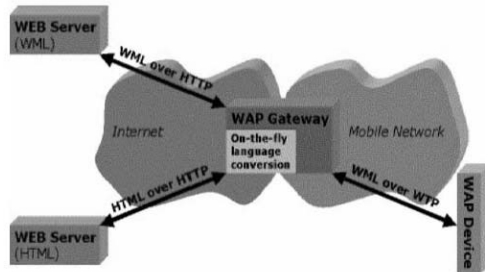 WEB Server
(WML)
WML over HTTP
WAP Gateway
On-the-fly
language
conversion
Internet
Mobile Network
HTML over HTTP
WML over WTP
WAP Device
WEB Server
(HTML)